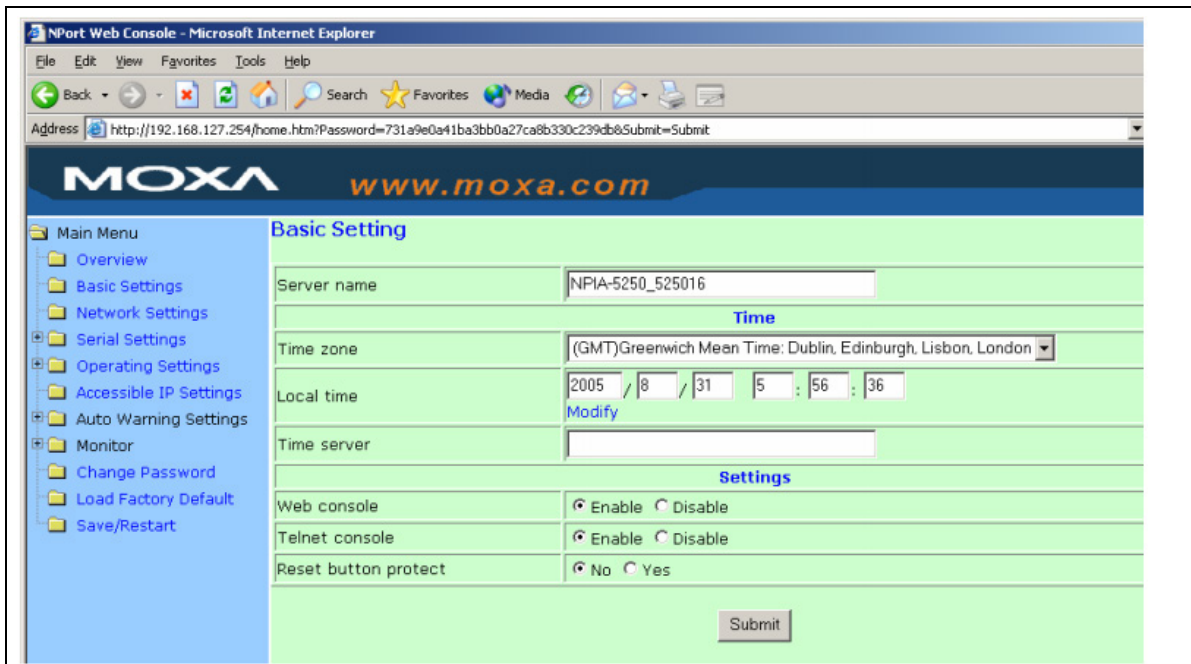 NPort Web Console - Microsoft Internet Explorer
File Edit View Favorites Tools Help
Back Search Favorites Media
Address http://192.168.127.254/home.htm?Password=731a9e0a41ba3bb0a27ca8b330c239db&Submit=Submit
MOXA www.moxa.com
Main Menu
Overview
Basic Settings
Network Settings
Serial Settings
Operating Settings
Accessible IP Settings
Auto Warning Settings
Monitor
Change Password
Load Factory Default
Save/Restart
Basic Setting
Server name NPIA-5250_525016
Time
Time zone (GMT)Greenwich Mean Time: Dublin, Edinburgh, Lisbon, London
Local time 2005 / 8 / 31 5 : 56 : 36
Modify
Time server
Settings
Web console Enable Disable
Telnet console Enable Disable
Reset button protect No Yes
Submit